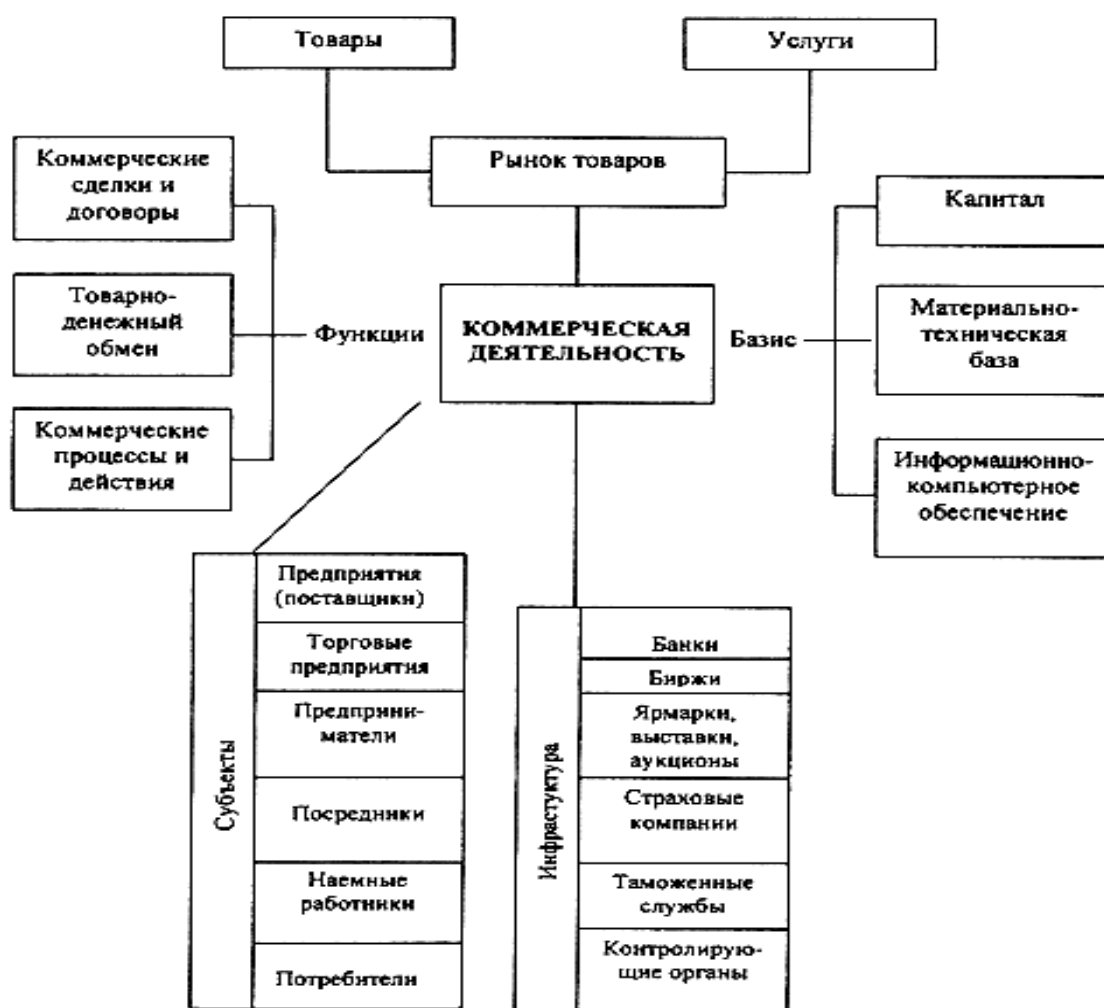 Товары
Услуги
Рынок товаров
Коммерческие
сделки и
договоры
Товарно-
денежный
обмен
Коммерческие
процессы и
действия
Функции
КОММЕРЧЕСКАЯ
ДЕЯТЕЛЬНОСТЬ
Базис
Капитал
Материально-
техническая
база
Информационно-
компьютерное
обеспечение
Субъекты
Предприятия
(поставщики)
Торговые
предприятия
Предприни-
матели
Посредники
Наемные
работники
Потребители
Инфрастуктура
Банки
Биржи
Ярмарки,
выставки,
аукционы
Страховые
компании
Таможенные
службы
Контролирую-
щие органы